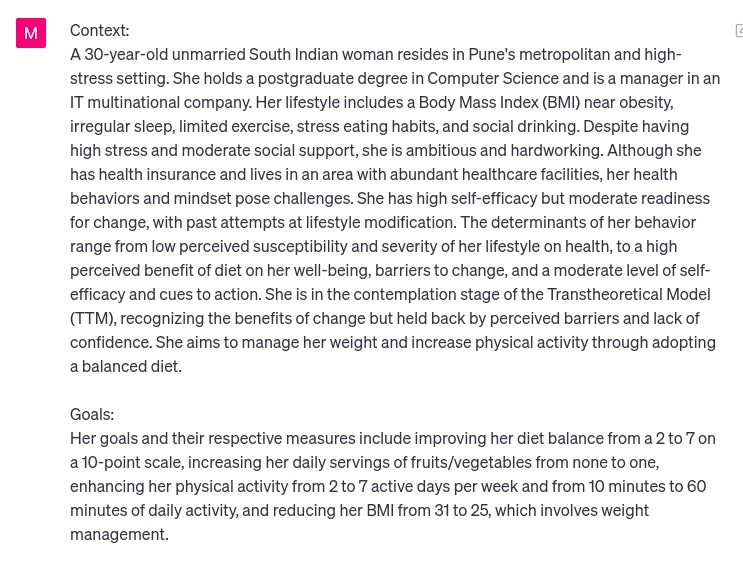 M
Context:
A 30-year-old unmarried South Indian woman resides in Pune's metropolitan and high-
stress setting. She holds a postgraduate degree in Computer Science and is a manager in an
IT multinational company. Her lifestyle includes a Body Mass Index (BMI) near obesity,
irregular sleep, limited exercise, stress eating habits, and social drinking. Despite having
high stress and moderate social support, she is ambitious and hardworking. Although she
has health insurance and lives in an area with abundant healthcare facilities, her health
behaviors and mindset pose challenges. She has high self-efficacy but moderate readiness
for change, with past attempts at lifestyle modification. The determinants of her behavior
range from low perceived susceptibility and severity of her lifestyle on health, to a high
perceived benefit of diet on her well-being, barriers to change, and a moderate level of self-
efficacy and cues to action. She is in the contemplation stage of the Transtheoretical Model
(TTM), recognizing the benefits of change but held back by perceived barriers and lack of
confidence. She aims to manage her weight and increase physical activity through adopting
a balanced diet.
Goals:
Her goals and their respective measures include improving her diet balance from a 2 to 7 on
a 10-point scale, increasing her daily servings of fruits/vegetables from none to one,
enhancing her physical activity from 2 to 7 active days per week and from 10 minutes to 60
minutes of daily activity, and reducing her BMI from 31 to 25, which involves weight
management.